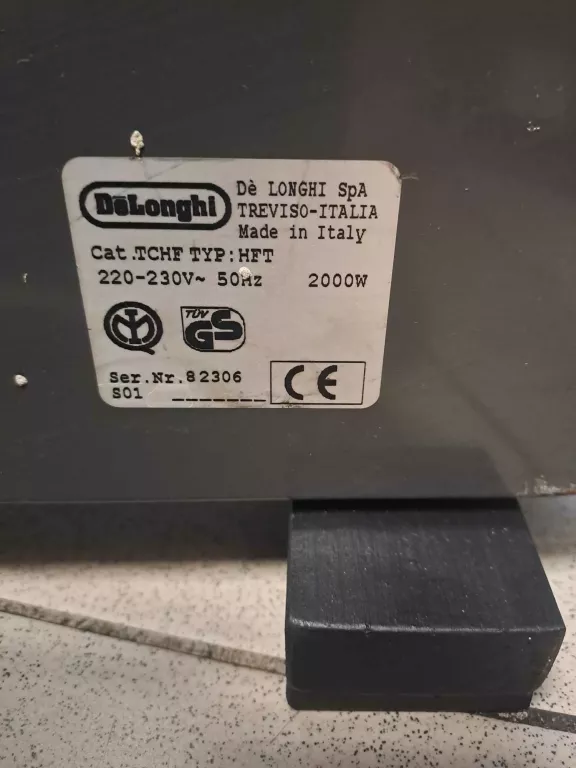 DeLonghi
Dè LONGHI SpA
TREVISO-ITALIA
Made in Italy
Cat.TCHF TYP:HFT
220-230V~ 50Hz 2000W
TÜV
GS
Ser.Nr.82306
S01 _______
CE